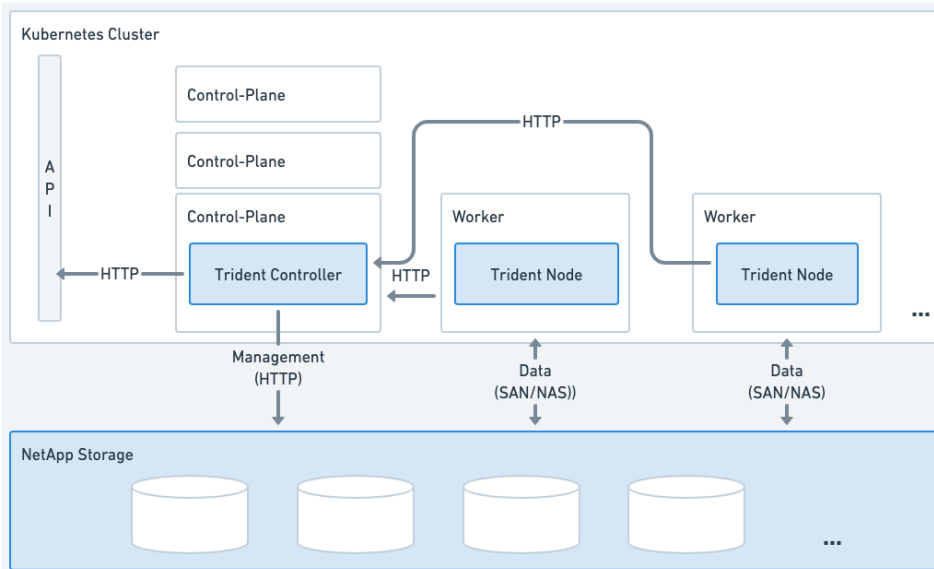 Kubernetes Cluster
API
Control-Plane
Control-Plane
Control-Plane
Trident Controller
HTTP
HTTP
HTTP
Worker
Trident Node
Worker
Trident Node
...
Management
(HTTP)
Data
(SAN/NAS))
Data
(SAN/NAS)
NetApp Storage
...